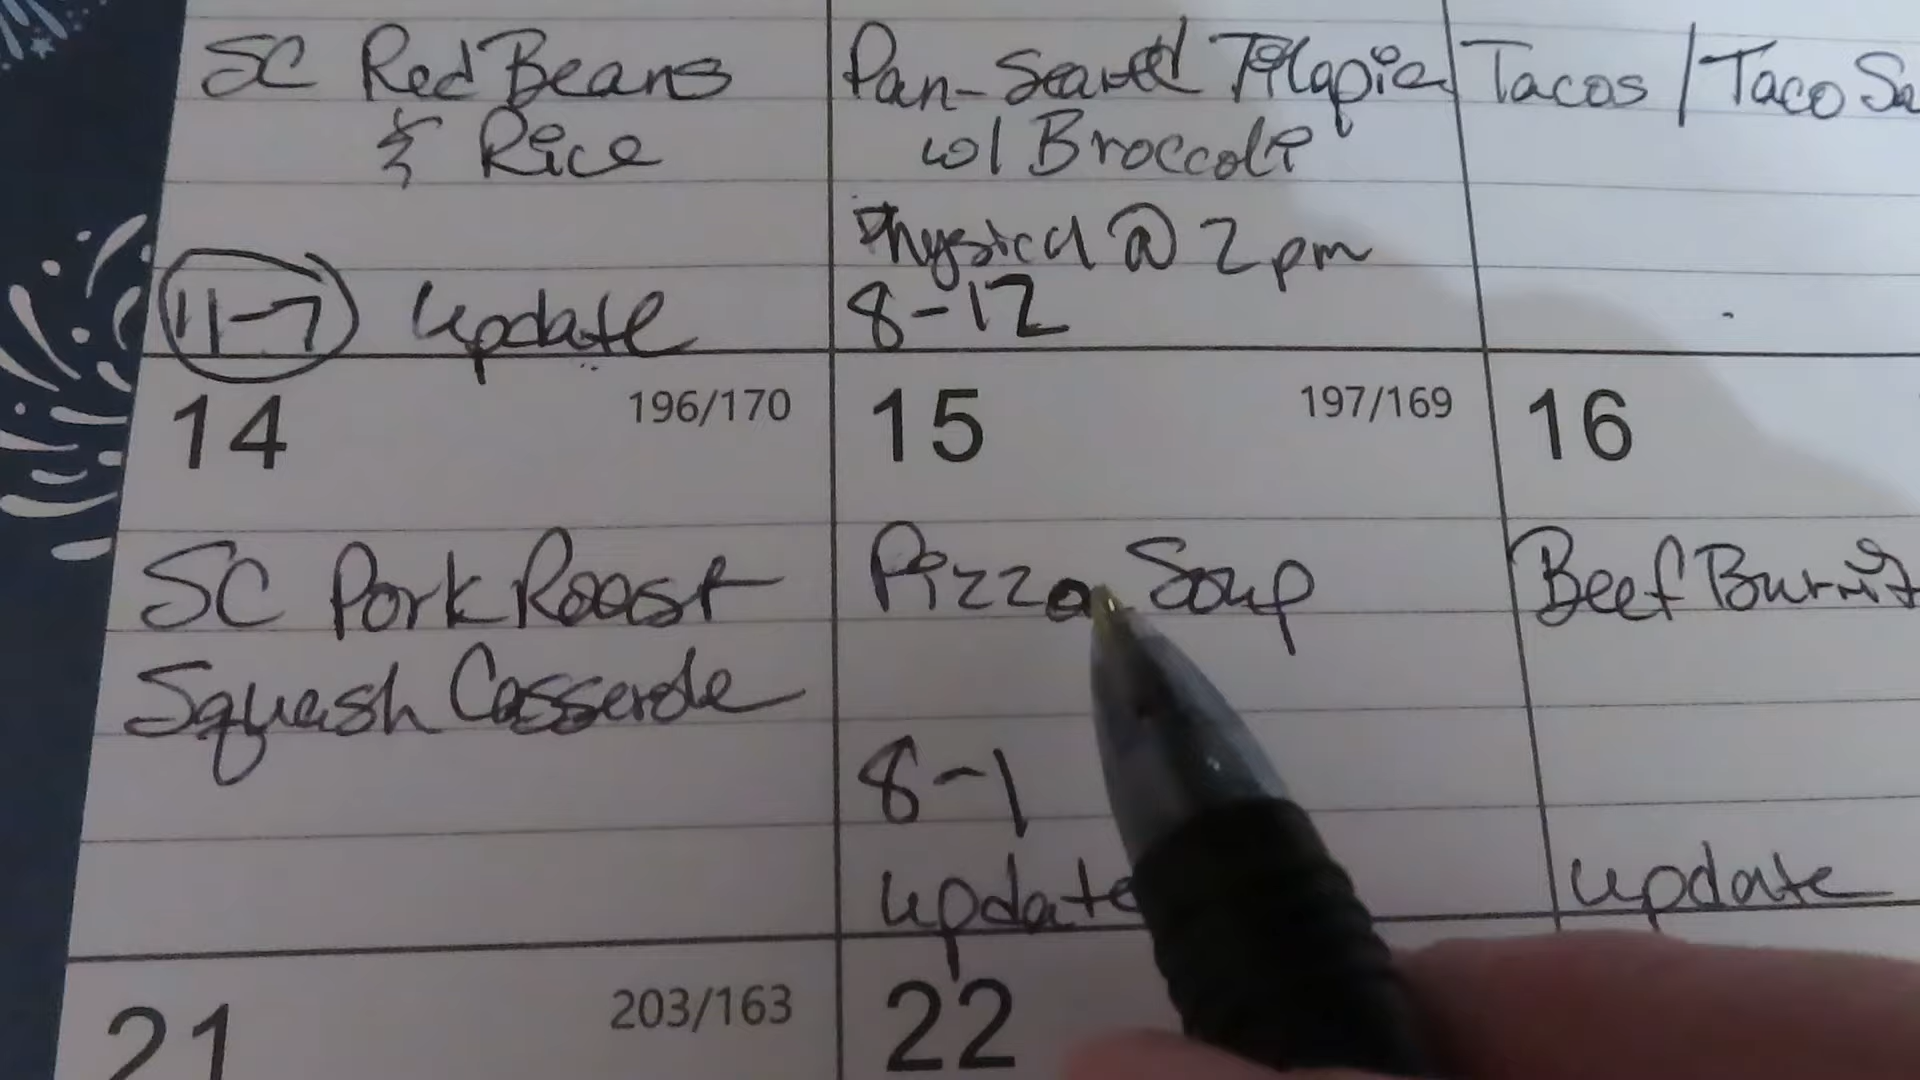 SC Red Beans
& Rice
11-7 update
Pan-Seared Tilapia
w/ Broccoli
Physical @ 2pm
8-12
Tacos / Taco Sa
14 196/170
SC Pork Roast
Squash Casserole
15 197/169
Pizza Soup
8-1
update
16
Beef Burrit
update
21 203/163
22